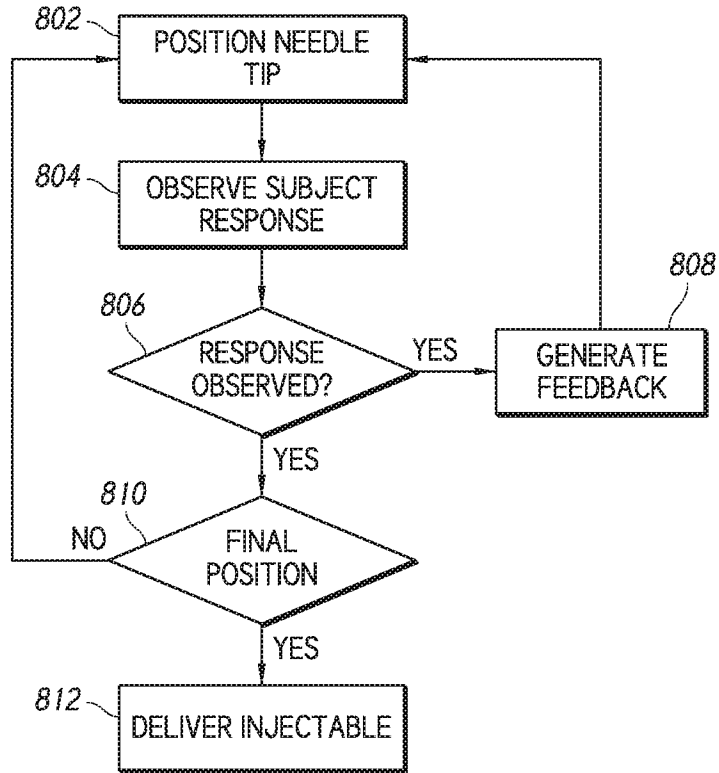 802
POSITION NEEDLE
TIP
804
OBSERVE SUBJECT
RESPONSE
806
RESPONSE
OBSERVED?
YES
808
GENERATE
FEEDBACK
YES
810
NO
FINAL
POSITION
YES
812
DELIVER INJECTABLE